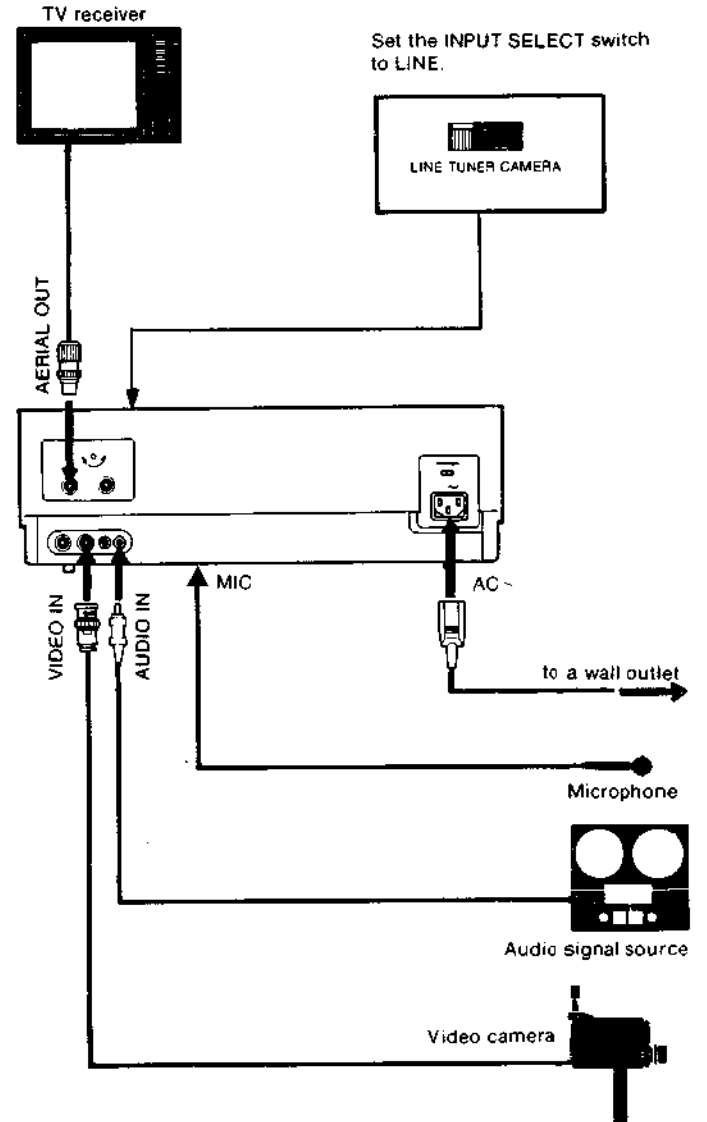 TV receiver
Set the INPUT SELECT switch
to LINE.
LINE TUNER CAMERA
AERIAL OUT
VIDEO IN
AUDIO IN
MIC
AC ~
to a wall outlet
Microphone
Audio signal source
Video camera